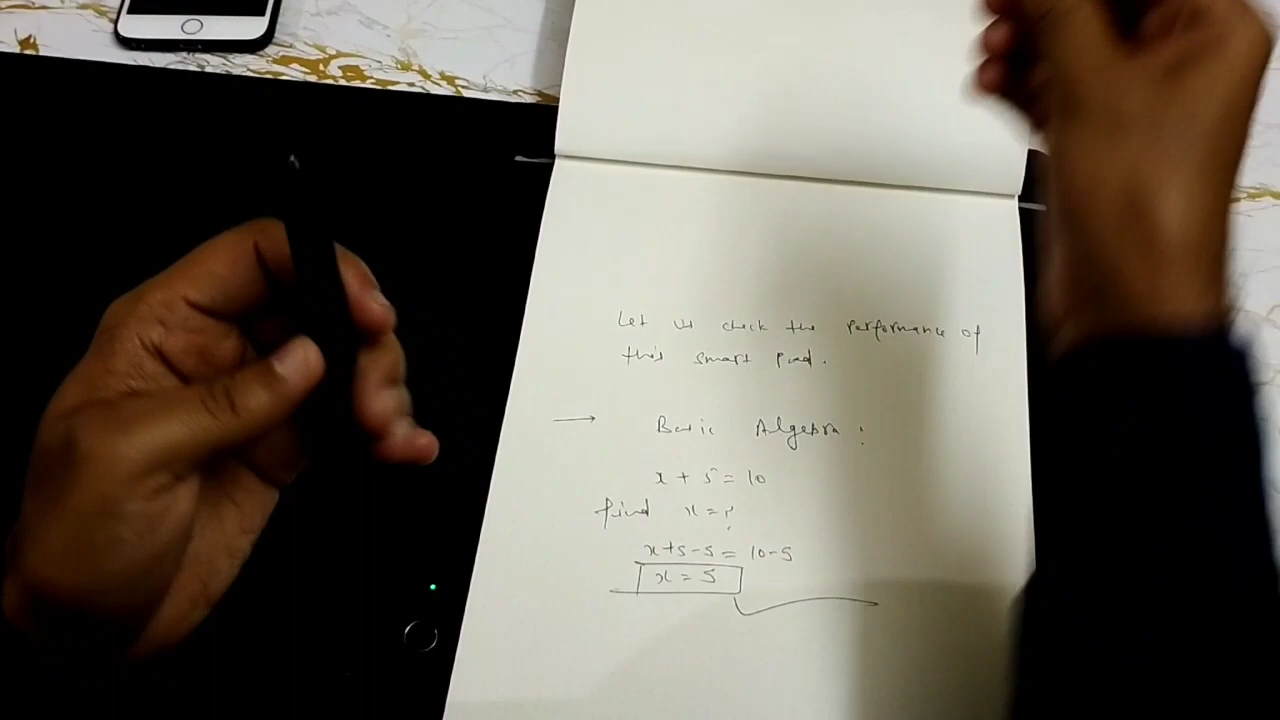 Let us check the performance of
this smart pad.
→ Basic Algebra:
x + 5 = 10
find x = ?
x+5-5 = 10-5
x = 5